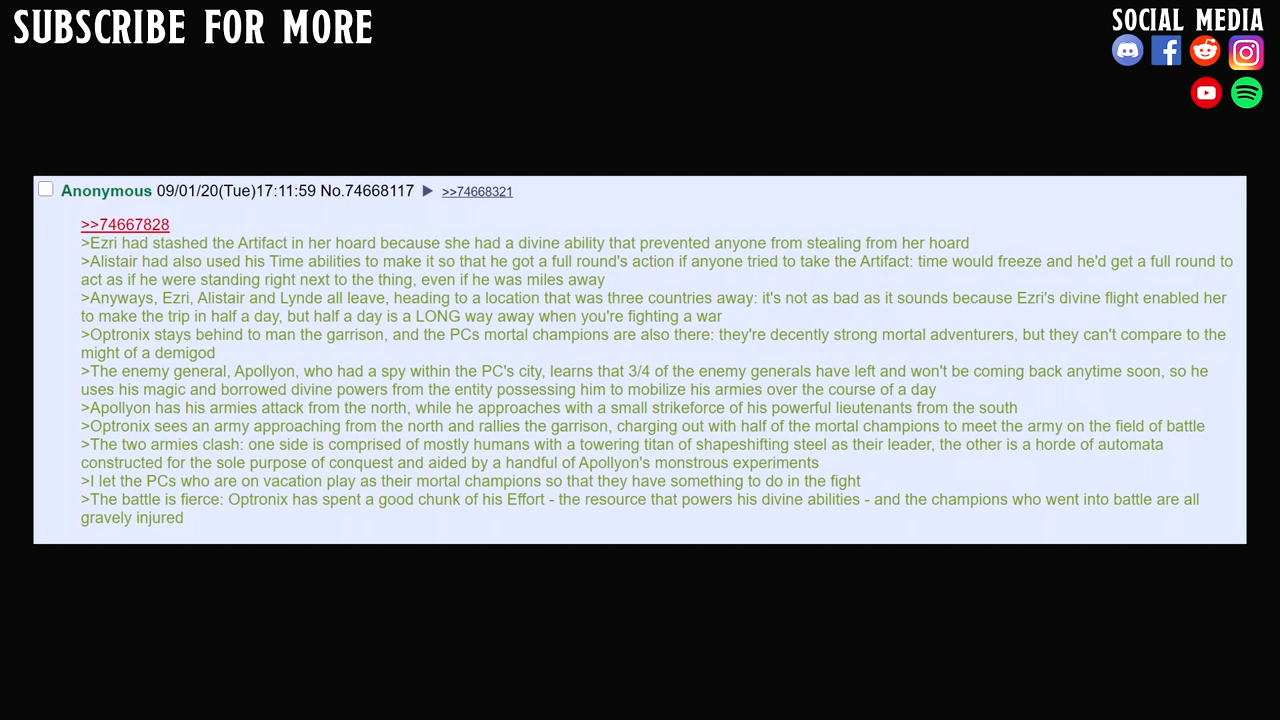 SUBSCRIBE FOR MORE
SOCIAL MEDIA
Anonymous 09/01/20(Tue)17:11:59 No.74668117 ▶ >>74668321
>>74667828
>Ezri had stashed the Artifact in her hoard because she had a divine ability that prevented anyone from stealing from her hoard
>Alistair had also used his Time abilities to make it so that he got a full round's action if anyone tried to take the Artifact: time would freeze and he'd get a full round to
act as if he were standing right next to the thing, even if he was miles away
>Anyways, Ezri, Alistair and Lynde all leave, heading to a location that was three countries away: it's not as bad as it sounds because Ezri's divine flight enabled her
to make the trip in half a day, but half a day is a LONG way away when you're fighting a war
>Optronix stays behind to man the garrison, and the PCs mortal champions are also there: they're decently strong mortal adventurers, but they can't compare to the
might of a demigod
>The enemy general, Apollyon, who had a spy within the PC's city, learns that 3/4 of the enemy generals have left and won't be coming back anytime soon, so he
uses his magic and borrowed divine powers from the entity possessing him to mobilize his armies over the course of a day
>Apollyon has his armies attack from the north, while he approaches with a small strikeforce of his powerful lieutenants from the south
>Optronix sees an army approaching from the north and rallies the garrison, charging out with half of the mortal champions to meet the army on the field of battle
>The two armies clash: one side is comprised of mostly humans with a towering titan of shapeshifting steel as their leader, the other is a horde of automata
constructed for the sole purpose of conquest and aided by a handful of Apollyon's monstrous experiments
>I let the PCs who are on vacation play as their mortal champions so that they have something to do in the fight
>The battle is fierce: Optronix has spent a good chunk of his Effort - the resource that powers his divine abilities - and the champions who went into battle are all
gravely injured